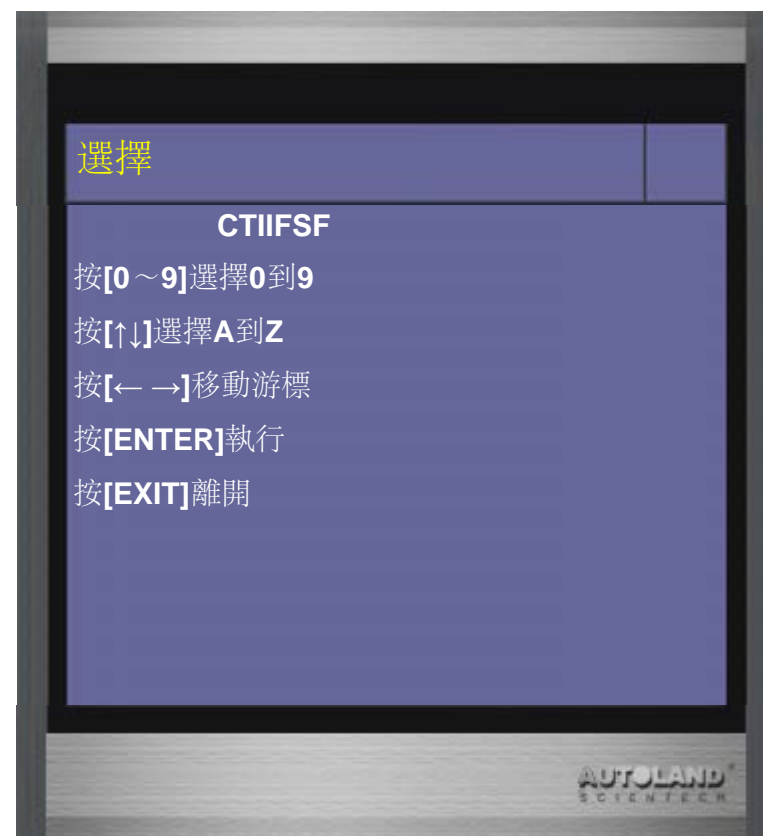 選擇
CTIIFSF
按[0～9]選擇0到9
按[↑↓]選擇A到Z
按[← →]移動游標
按[ENTER]執行
按[EXIT]離開
AUTOLAND
SCIENTECH